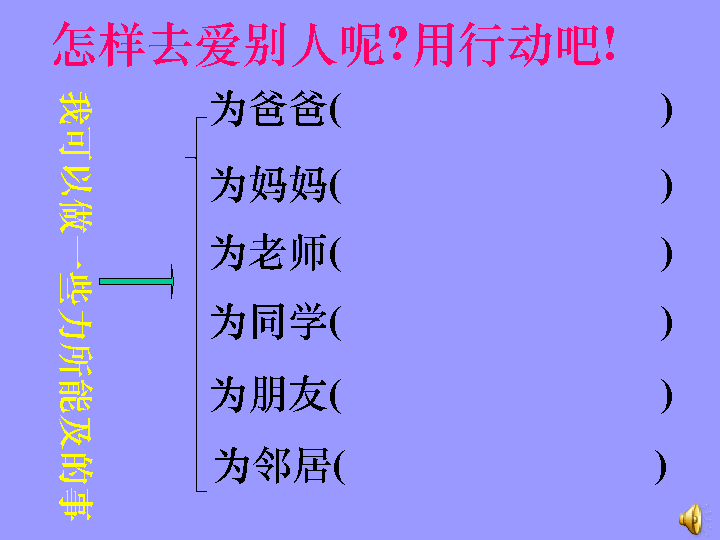 怎样去爱别人呢?用行动吧!
我可以做一些力所能及的事
为爸爸( )
为妈妈( )
为老师( )
为同学( )
为朋友( )
为邻居( )